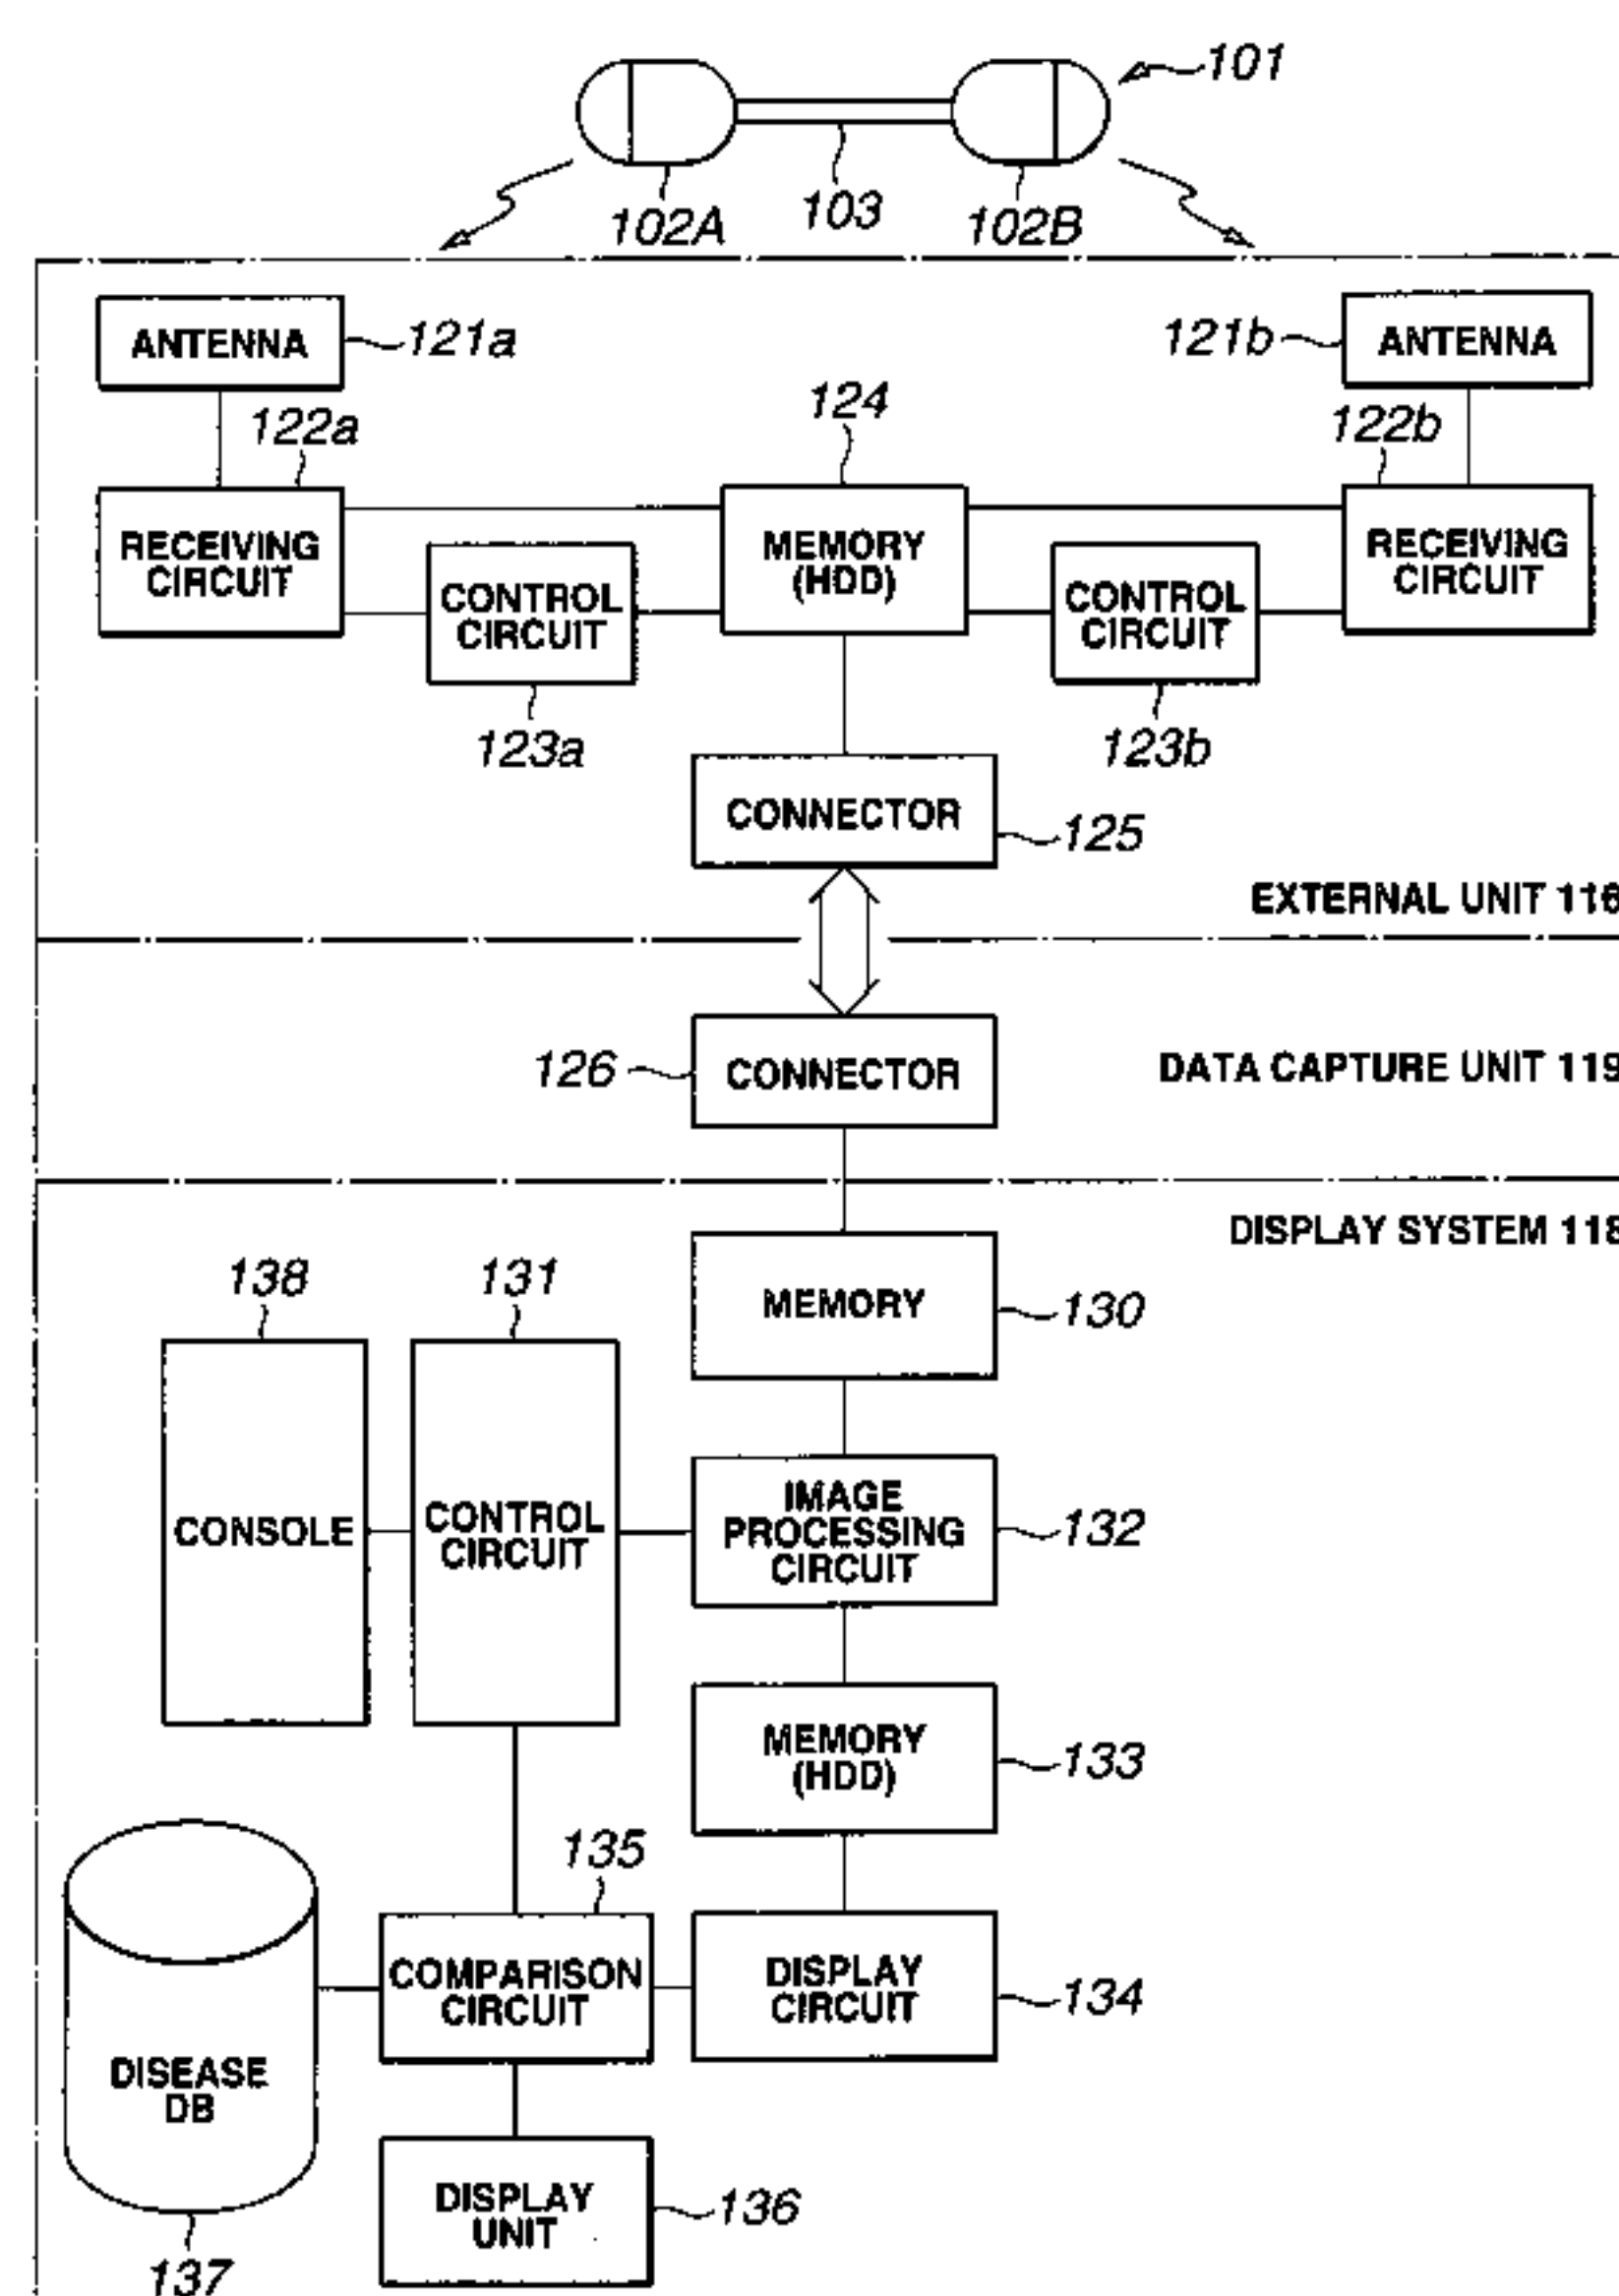 101
102A
103
102B
ANTENNA
121a
121b
ANTENNA
122a
124
122b
RECEIVING
CIRCUIT
CONTROL
CIRCUIT
MEMORY
(HDD)
CONTROL
CIRCUIT
RECEIVING
CIRCUIT
123a
123b
CONNECTOR
125
EXTERNAL UNIT 116
126
CONNECTOR
DATA CAPTURE UNIT 119
DISPLAY SYSTEM 118
138
131
MEMORY
130
CONSOLE
CONTROL
CIRCUIT
IMAGE
PROCESSING
CIRCUIT
132
MEMORY
(HDD)
133
135
COMPARISON
CIRCUIT
DISPLAY
CIRCUIT
134
DISEASE
DB
DISPLAY
UNIT
136
137